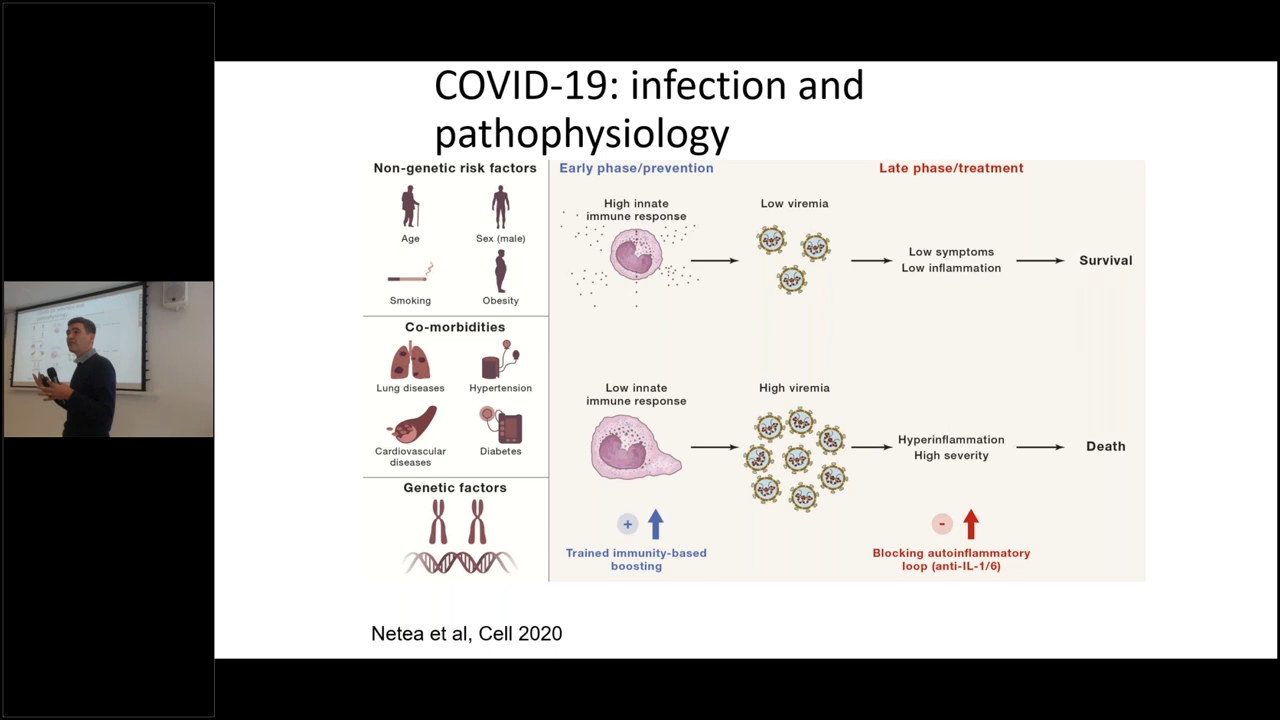 COVID-19: infection and
pathophysiology
Non-genetic risk factors
Age
Sex (male)
Smoking
Obesity
Co-morbidities
Lung diseases
Hypertension
Cardiovascular
diseases
Diabetes
Genetic factors
Early phase/prevention
Late phase/treatment
High innate
immune response
Low viremia
Low symptoms
Low inflammation
Survival
Low innate
immune response
High viremia
Hyperinflammation
High severity
Death
+
Trained immunity-based
boosting
-
Blocking autoinflammatory
loop (anti-IL-1/6)
Netea et al, Cell 2020